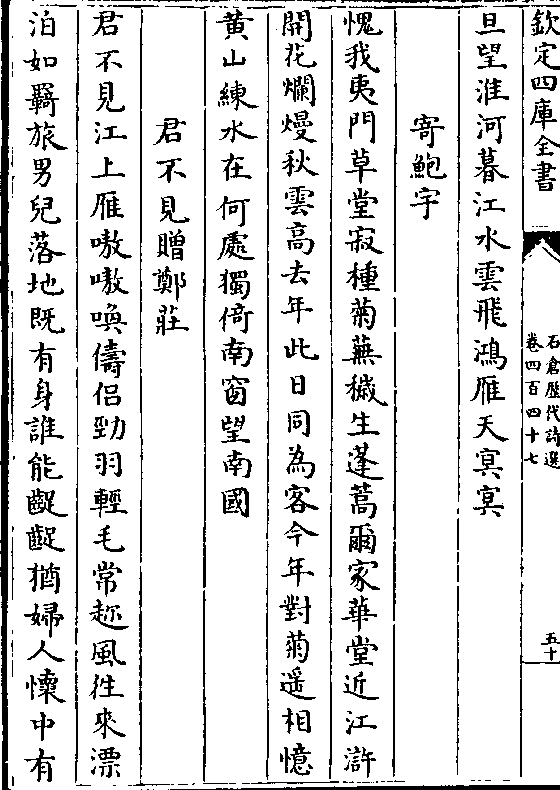 欽定四庫全書
石倉歷代詩選
卷四百四十七
五十
旦望淮河暮江水雲飛鴻雁天冥冥
寄鮑宇
愧我夷門草堂寂種菊蕪穢生蓬蒿爾家華堂近江滸
開花爛熳秋雲高去年此日同為客今年對菊遥相憶
黄山練水在何處獨倚南窗望南國
君不見贈鄭莊
君不見江上雁嗷嗷喚儔侣勁羽輕毛常趂風徃來漂
泊如羇旅男兒落地既有身誰能齷齪猶婦人懷中有